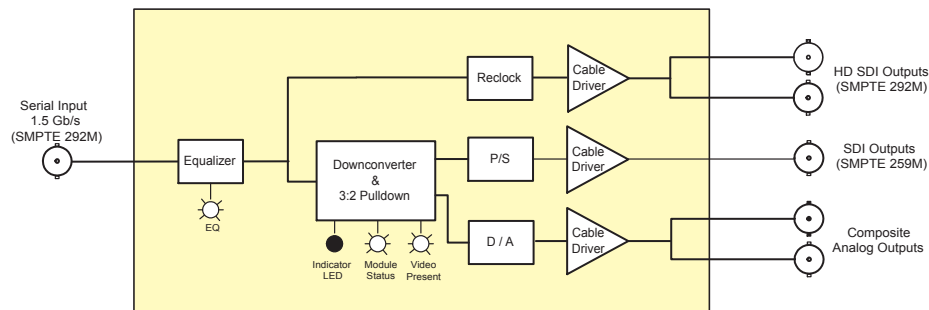 Serial Input
1.5 Gb/s
(SMPTE 292M)
Equalizer
EQ
Downconverter
&
3:2 Pulldown
Indicator
LED
Module
Status
Video
Present
Reclock
P/S
D / A
Cable
Driver
Cable
Driver
Cable
Driver
HD SDI Outputs
(SMPTE 292M)
SDI Outputs
(SMPTE 259M)
Composite
Analog Outputs